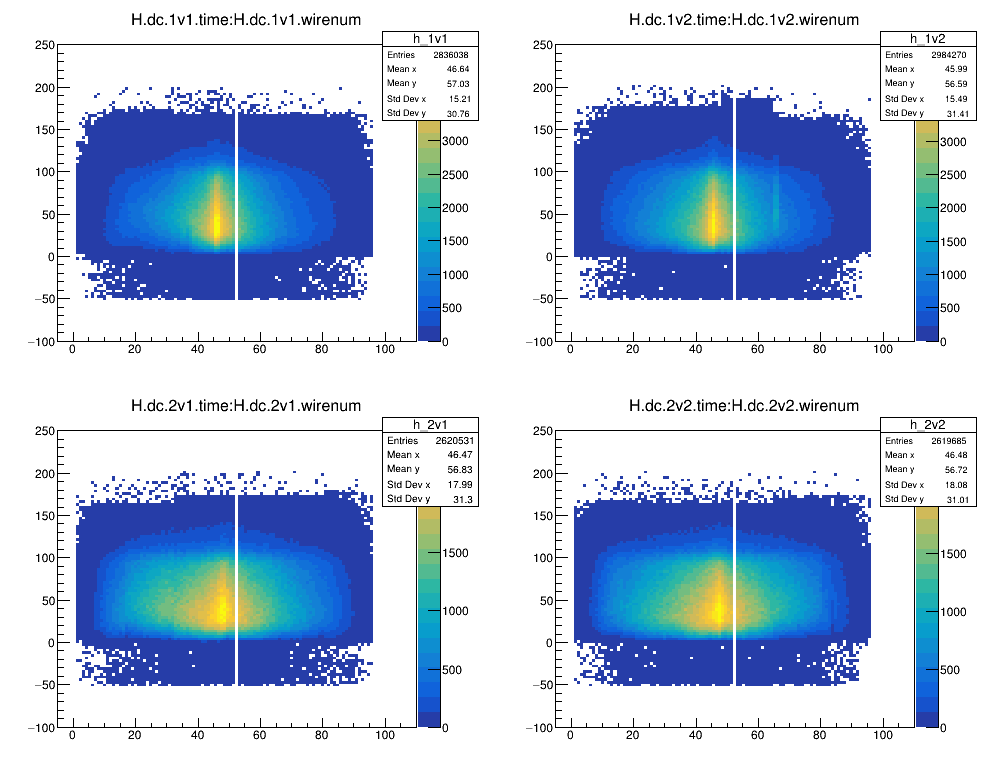 H.dc.1v1.time:H.dc.1v1.wirenum
h_1v1
Entries 2836038
Mean x 46.64
Mean y 57.03
Std Dev x 15.21
Std Dev y 30.76
250
200
150
100
50
0
−50
−100
0 20 40 60 80 100
3000
2500
2000
1500
1000
500
0
H.dc.1v2.time:H.dc.1v2.wirenum
h_1v2
Entries 2984270
Mean x 45.99
Mean y 56.59
Std Dev x 15.49
Std Dev y 31.41
250
200
150
100
50
0
−50
−100
0 20 40 60 80 100
3000
2500
2000
1500
1000
500
0
H.dc.2v1.time:H.dc.2v1.wirenum
h_2v1
Entries 2620531
Mean x 46.47
Mean y 56.83
Std Dev x 17.99
Std Dev y 31.3
250
200
150
100
50
0
−50
−100
0 20 40 60 80 100
1500
1000
500
0
H.dc.2v2.time:H.dc.2v2.wirenum
h_2v2
Entries 2619685
Mean x 46.48
Mean y 56.72
Std Dev x 18.08
Std Dev y 31.01
250
200
150
100
50
0
−50
−100
0 20 40 60 80 100
1500
1000
500
0